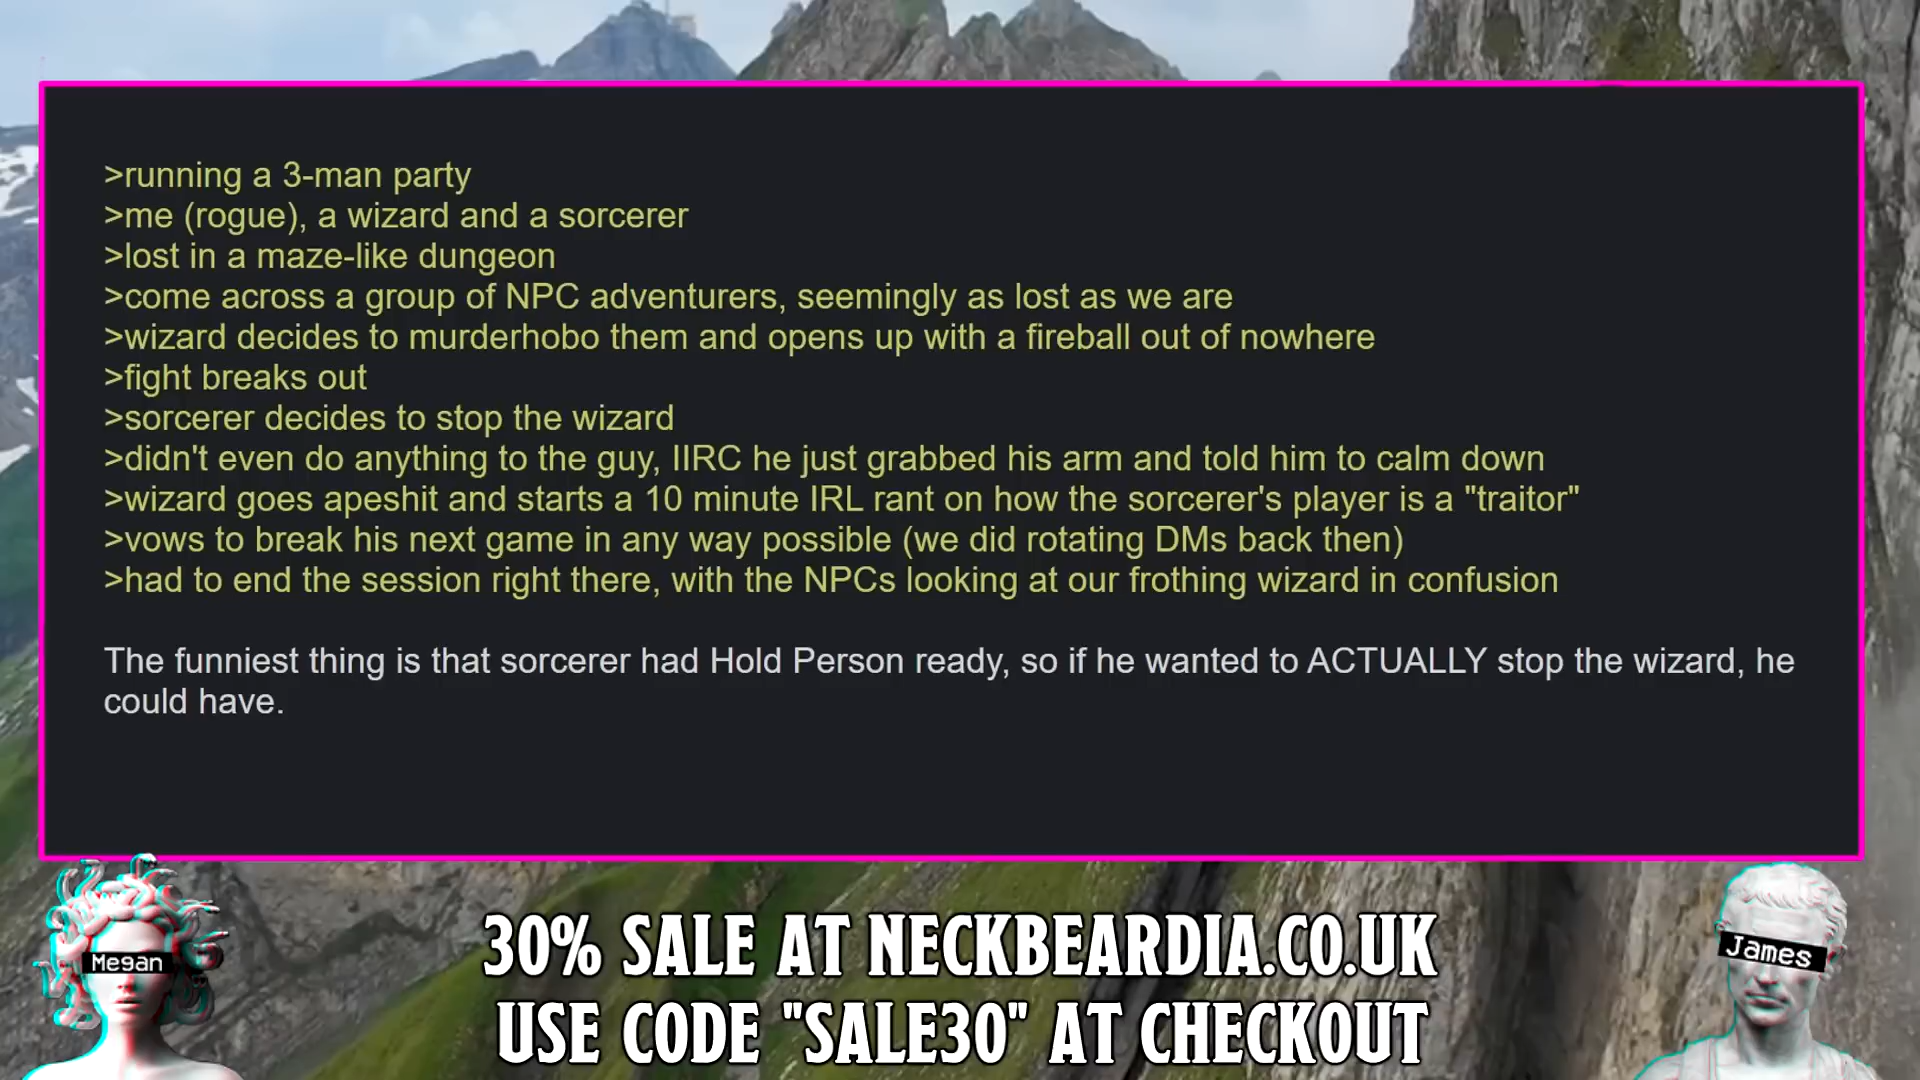 >running a 3-man party
>me (rogue), a wizard and a sorcerer
>lost in a maze-like dungeon
>come across a group of NPC adventurers, seemingly as lost as we are
>wizard decides to murderhobo them and opens up with a fireball out of nowhere
>fight breaks out
>sorcerer decides to stop the wizard
>didn't even do anything to the guy, IIRC he just grabbed his arm and told him to calm down
>wizard goes apeshit and starts a 10 minute IRL rant on how the sorcerer's player is a "traitor"
>vows to break his next game in any way possible (we did rotating DMs back then)
>had to end the session right there, with the NPCs looking at our frothing wizard in confusion
The funniest thing is that sorcerer had Hold Person ready, so if he wanted to ACTUALLY stop the wizard, he
could have.
Megan
James
30% SALE AT NECKBEARDIA.CO.UK
USE CODE "SALE30" AT CHECKOUT